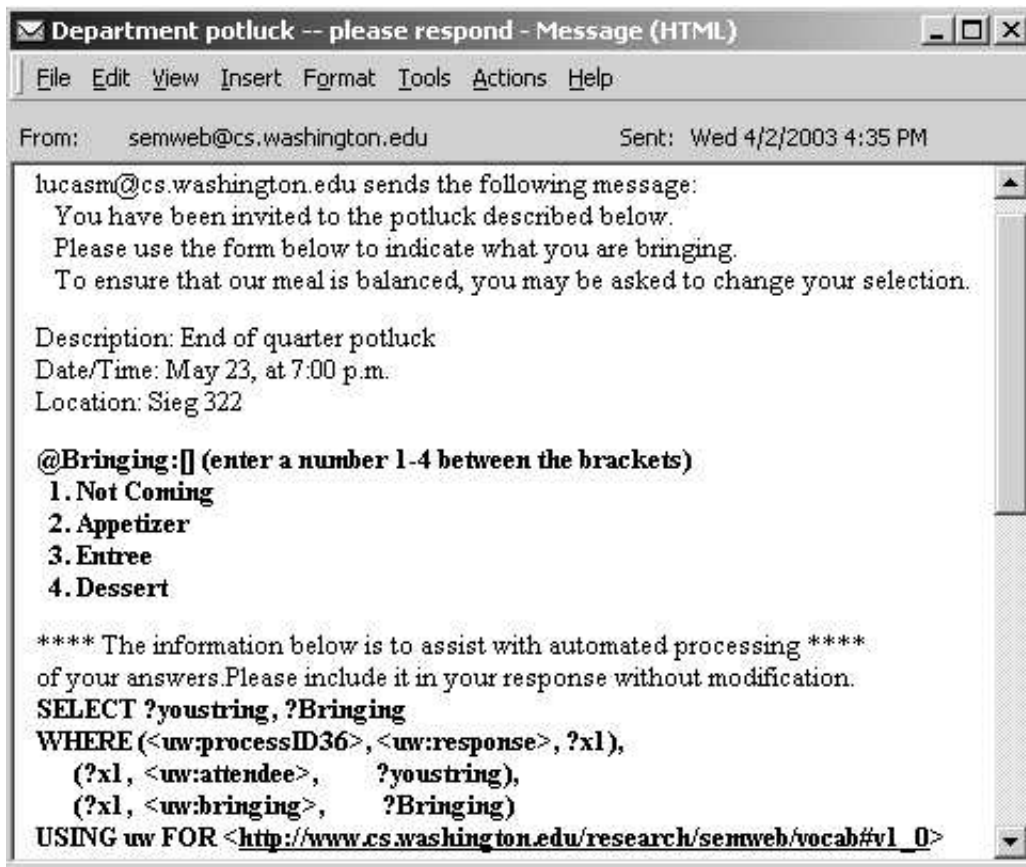 Department potluck -- please respond - Message (HTML)
File Edit View Insert Format Tools Actions Help
From: semweb@cs.washington.edu Sent: Wed 4/2/2003 4:35 PM
lucasm@cs.washington.edu sends the following message:
You have been invited to the potluck described below.
Please use the form below to indicate what you are bringing.
To ensure that our meal is balanced, you may be asked to change your selection.
Description: End of quarter potluck
Date/Time: May 23, at 7:00 p.m.
Location: Sieg 322
@Bringing:[] (enter a number 1-4 between the brackets)
1. Not Coming
2. Appetizer
3. Entree
4. Dessert
**** The information below is to assist with automated processing ****
of your answers.Please include it in your response without modification.
SELECT ?youstring, ?Bringing
WHERE (<uw:processID36>, <uw:response>, ?x1),
(?x1, <uw:attendee>, ?youstring),
(?x1, <uw:bringing>, ?Bringing)
USING uw FOR <http://www.cs.washington.edu/research/semweb/vocab#v1_0>